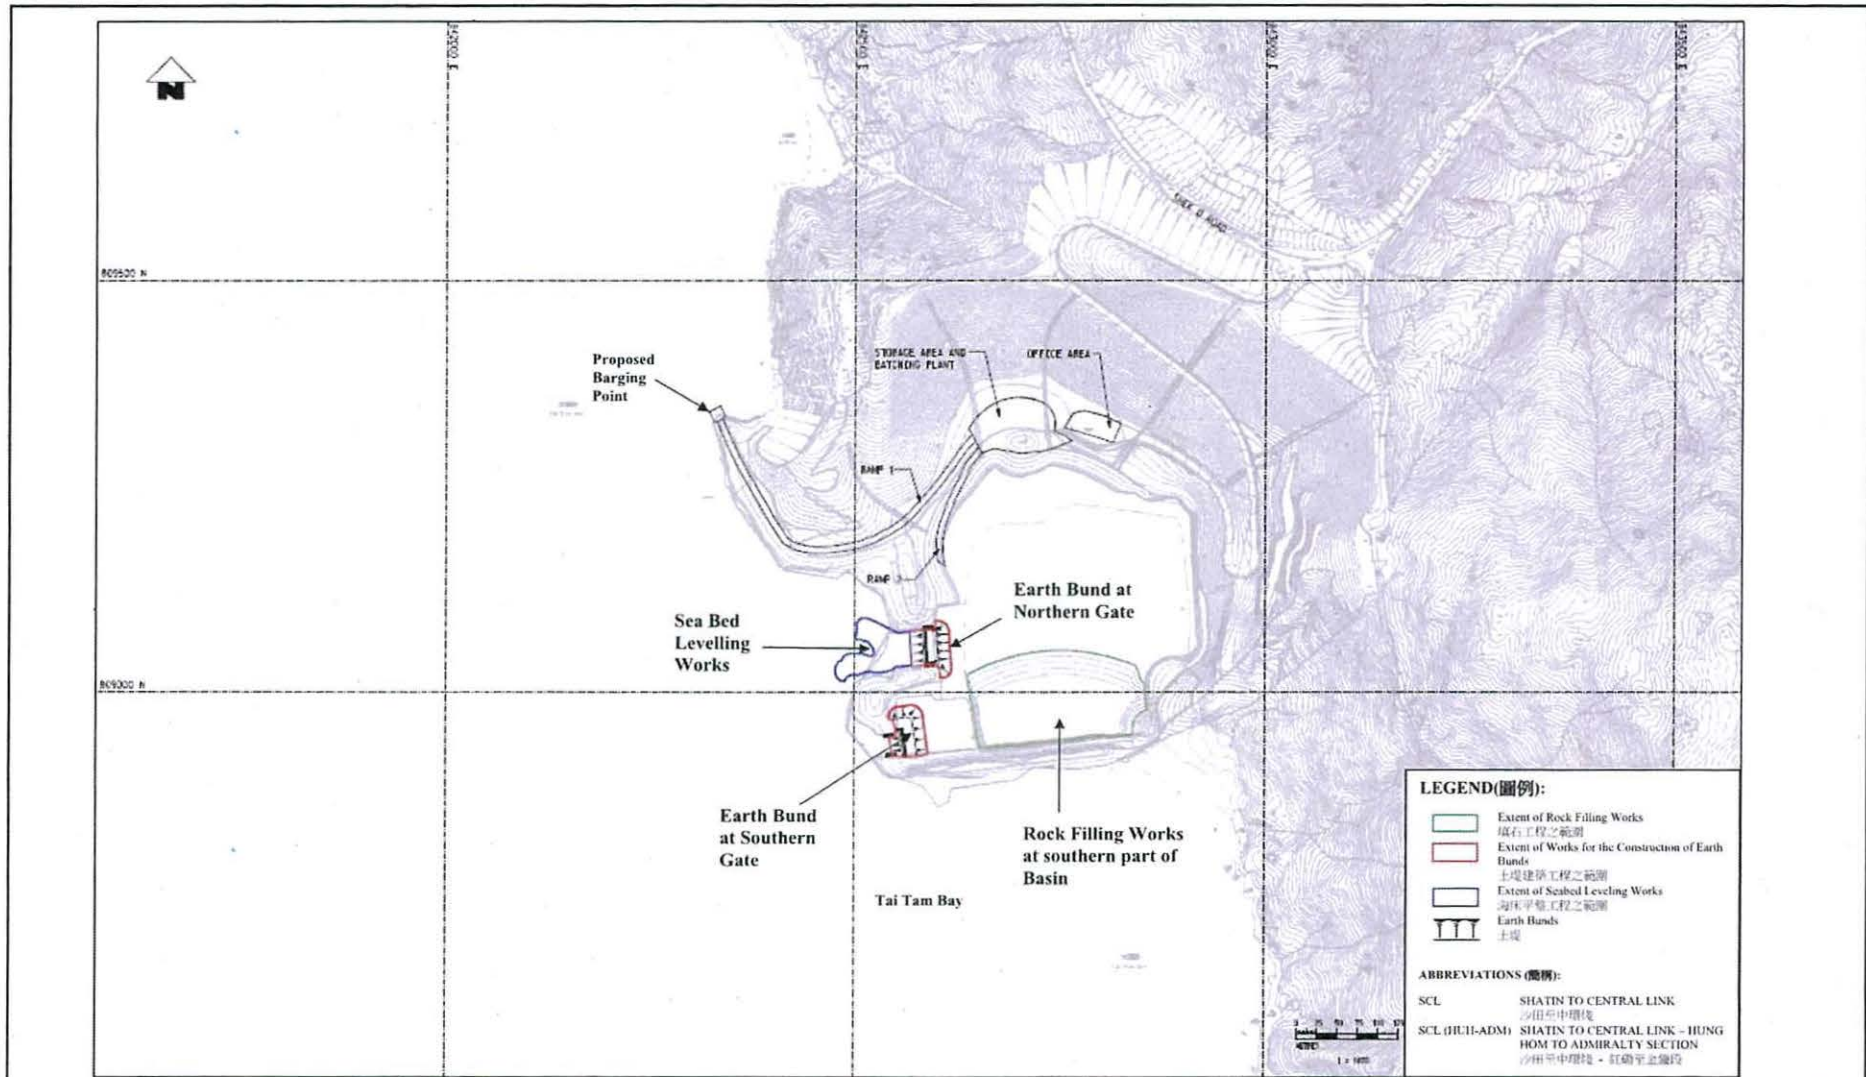 N
809500 N
809000 N
SHEK O ROAD
Proposed
Barging
Point
STORAGE AREA AND
BATCHING PLANT
OFFICE AREA
RAMP 1
RAMP 2
Earth Bund at
Northern Gate
Sea Bed
Levelling
Works
Earth Bund
at Southern
Gate
Rock Filling Works
at southern part of
Basin
Tai Tam Bay
LEGEND(圖例):
Extent of Rock Filling Works
填石工程之範圍
Extent of Works for the Construction of Earth
Bunds
土堤建築工程之範圍
Extent of Seabed Leveling Works
海床平整工程之範圍
Earth Bunds
土堤
ABBREVIATIONS (簡稱):
SCL SHATIN TO CENTRAL LINK
沙田至中環綫
SCL (HUH-ADM) SHATIN TO CENTRAL LINK – HUNG
HOM TO ADMIRALTY SECTION
沙田至中環綫 - 紅磡至金鐘段